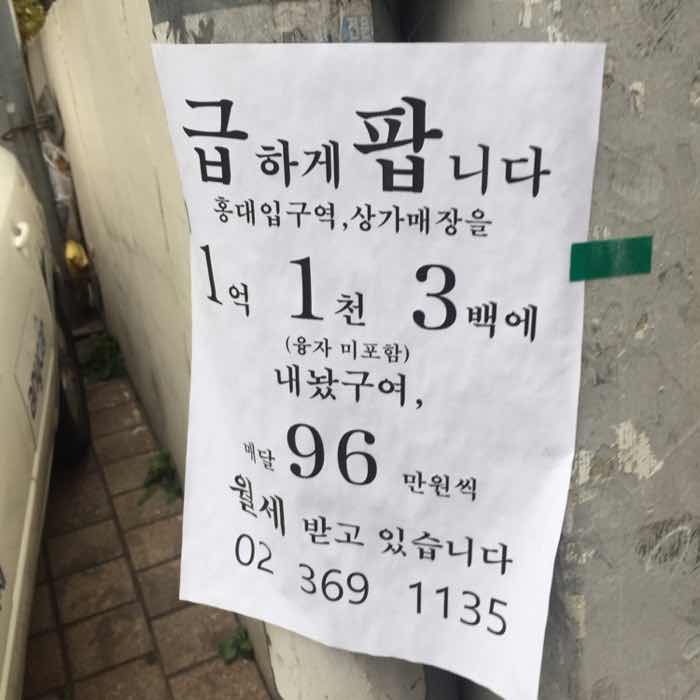 급하게 팝니다
홍대입구역,상가매장을
1억 1천 3백에
(융자 미포함)
내놨구여,
매달 96 만원씩
월세 받고 있습니다
02 369 1135